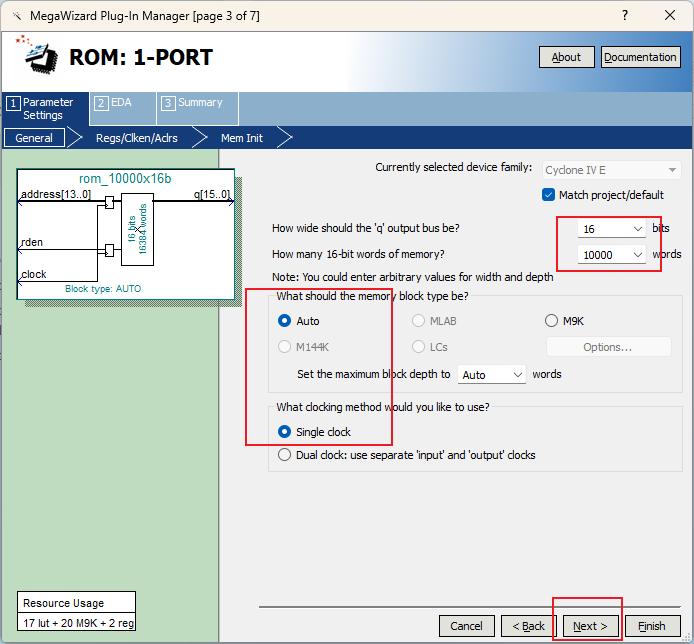 MegaWizard Plug-In Manager [page 3 of 7]
? ×
ROM: 1-PORT
About
Documentation
1 Parameter Settings
2 EDA
3 Summary
General
Regs/Clken/Aclrs
Mem Init
rom_10000x16b
address[13..0]
q[15..0]
rden
clock
16 bits
16384 words
Block type: AUTO
Currently selected device family:
Cyclone IV E
Match project/default
How wide should the 'q' output bus be?
16
bits
How many 16-bit words of memory?
10000
words
Note: You could enter arbitrary values for width and depth
What should the memory block type be?
Auto
MLAB
M9K
M144K
LCs
Options...
Set the maximum block depth to
Auto
words
What clocking method would you like to use?
Single clock
Dual clock: use separate 'input' and 'output' clocks
Resource Usage
17 lut + 20 M9K + 2 reg
Cancel
< Back
Next >
Finish